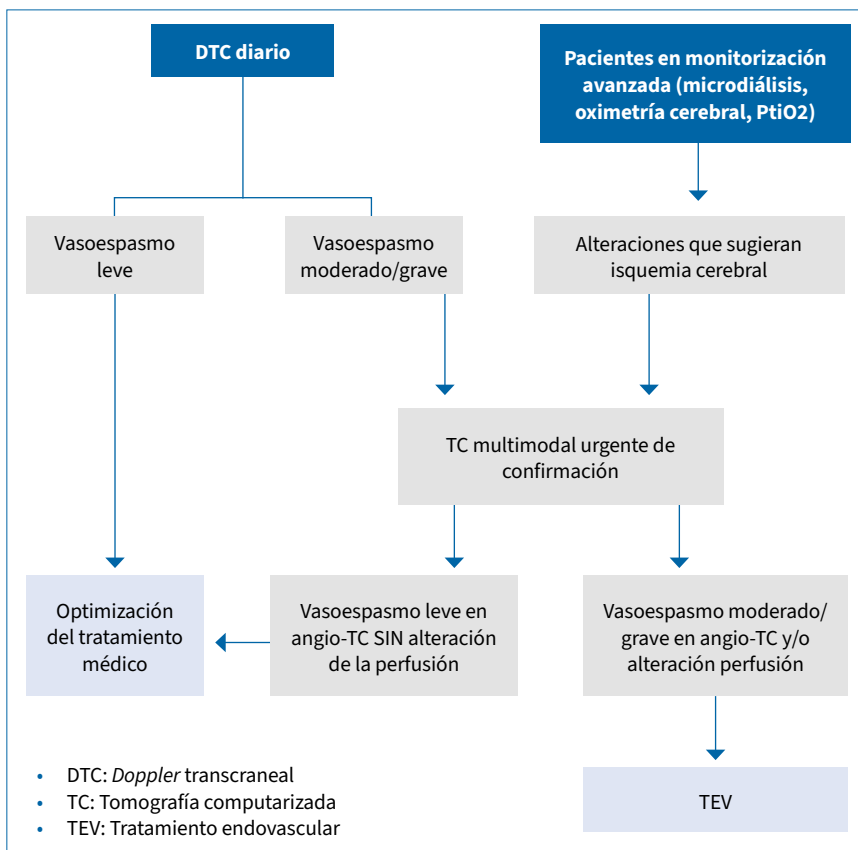 DTC diario
Pacientes en monitorización
avanzada (microdiálisis,
oximetría cerebral, PtiO2)
Vasoespasmo
leve
Vasoespasmo
moderado/grave
Alteraciones que sugieran
isquemia cerebral
TC multimodal urgente de
confirmación
Optimización
del tratamiento
médico
Vasoespasmo leve en
angio-TC SIN alteración
de la perfusión
Vasoespasmo moderado/
grave en angio-TC y/o
alteración perfusión
• DTC: Doppler transcraneal
• TC: Tomografía computarizada
• TEV: Tratamiento endovascular
TEV